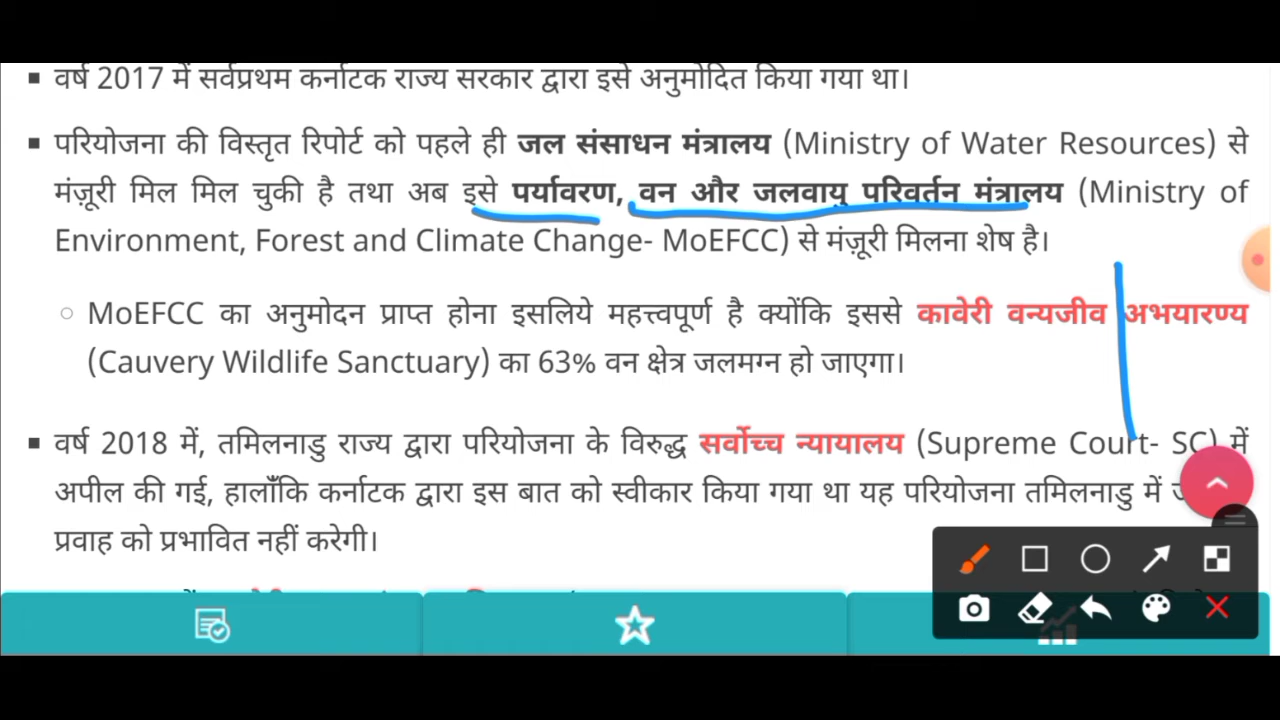 वर्ष 2017 में सर्वप्रथम कर्नाटक राज्य सरकार द्वारा इसे अनुमोदित किया गया था।
परियोजना की विस्तृत रिपोर्ट को पहले ही जल संसाधन मंत्रालय (Ministry of Water Resources) से
मंज़ूरी मिल मिल चुकी है तथा अब इसे पर्यावरण, वन और जलवायु परिवर्तन मंत्रालय (Ministry of
Environment, Forest and Climate Change- MoEFCC) से मंज़ूरी मिलना शेष है।
MoEFCC का अनुमोदन प्राप्त होना इसलिये महत्त्वपूर्ण है क्योंकि इससे कावेरी वन्यजीव अभयारण्य
(Cauvery Wildlife Sanctuary) का 63% वन क्षेत्र जलमग्न हो जाएगा।
वर्ष 2018 में, तमिलनाडु राज्य द्वारा परियोजना के विरुद्ध सर्वोच्च न्यायालय (Supreme Court- SC) में
अपील की गई, हालाँकि कर्नाटक द्वारा इस बात को स्वीकार किया गया था यह परियोजना तमिलनाडु में
प्रवाह को प्रभावित नहीं करेगी।